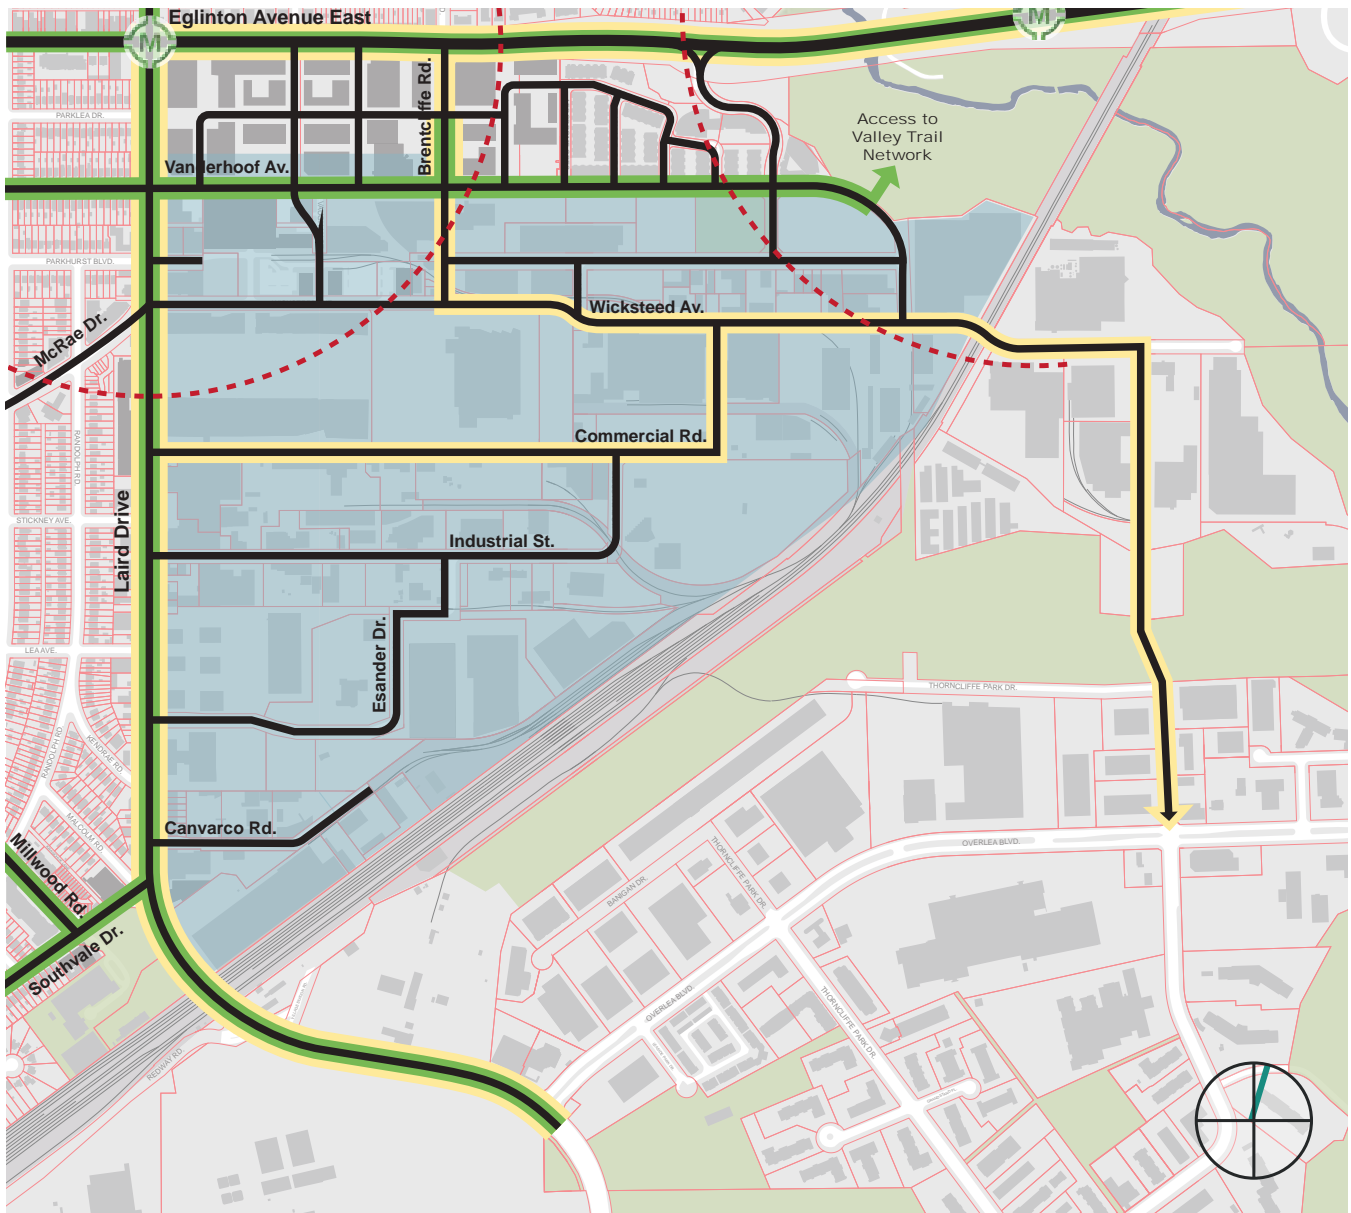 Eglinton Avenue East
M
M
PARKLEA DR.
Brentcliffe Rd.
Access to
Valley Trail
Network
Vanderhoof Av.
PARKHURST BLVD.
McRae Dr.
Wicksteed Av.
Commercial Rd.
RANDOLPH RD
Laird Drive
STICKNEY AVE.
Industrial St.
LEA AVE.
Esander Dr.
THORNCLIFFE PARK DR.
RANDOLPH RD
KENDRAE RD
MALCOLM RD.
Canvarco Rd.
OVERLEA BLVD.
Millwood Rd.
THORNCLIFFE PARK DR.
BANIGAN DR.
Southvale Dr.
OVERLEA BLVD.
THORNCLIFFE PARK DR.
REDWAY RD.